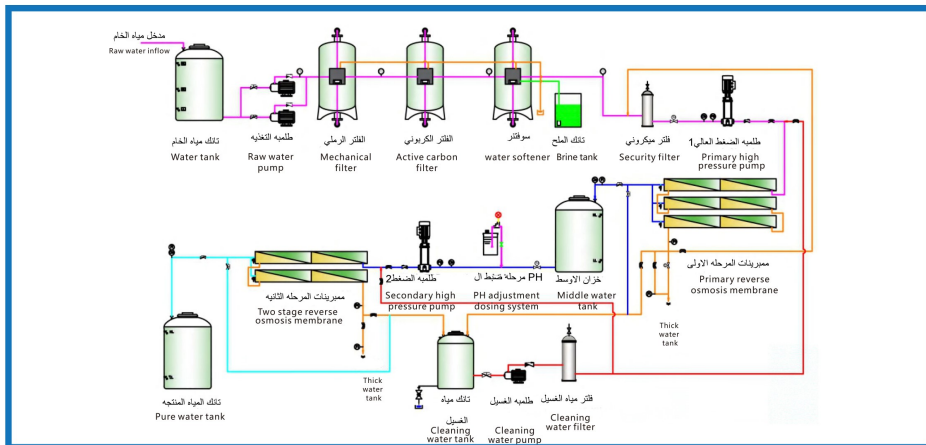 مدخل مياه الخام
Raw water inflow
تانك مياه الخام
Water tank
طلمبه التغذيه
Raw water
pump
الفلتر الرملي
Mechanical
filter
الفلتر الكربوني
Active carbon
filter
سوفتنر
water softener
تانك الملح
Brine tank
فلتر ميكروني
Security filter
طلمبه الضغط العالي1
Primary high
pressure pump
ممبرينات المرحله الاولى
Primary reverse
osmosis membrane
Thick
water
tank
خزان الاوسط
Middle water
tank
PH مرحلة ضبط ال
PH adjustment
dosing system
طلمبه الضغط2
Secondary high
pressure pump
ممبرينات المرحله الثانيه
Two stage reverse
osmosis membrane
Thick
water
tank
تانك المياه المنتجه
Pure water tank
تانك مياه
الغسيل
Cleaning
water tank
طلمبه الغسيل
Cleaning
water pump
فلتر مياه الغسيل
Cleaning
water filter